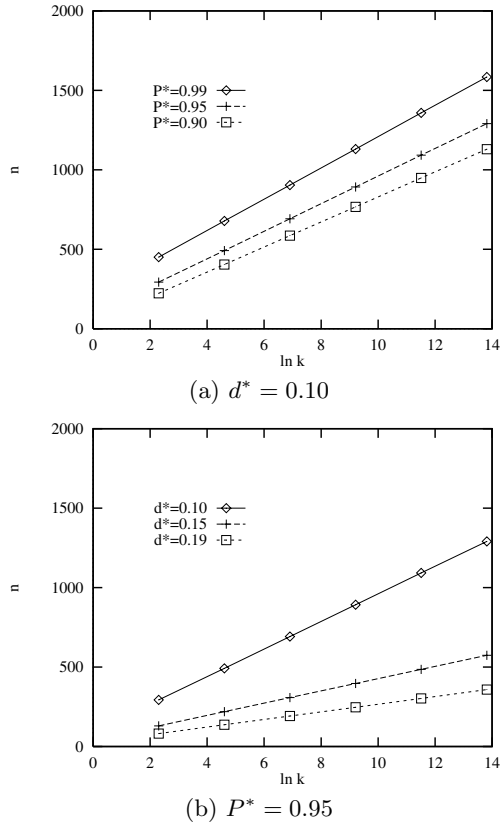 2000
1500
P*=0.99
P*=0.95
P*=0.90
n
1000
500
0
0 2 4 6 8 10 12 14
ln k
(a) d* = 0.10
2000
1500
d*=0.10
d*=0.15
d*=0.19
n
1000
500
0
0 2 4 6 8 10 12 14
ln k
(b) P* = 0.95